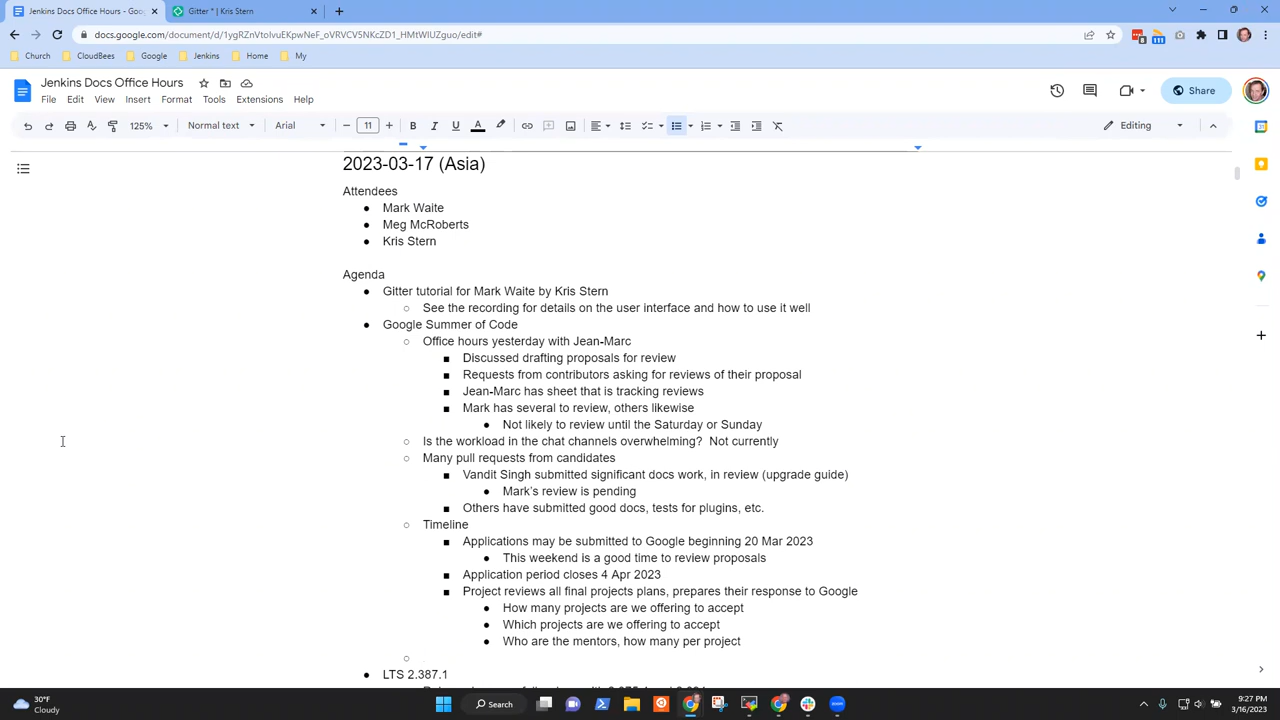 Jenkins Docs Office Hours - Goo
Gitter * | Kris Stern
docs.google.com/document/d/1ygRZnVtoIvuEKpwNeF_oVRVCV5NKcZD1_HMtWIUZguo/edit#
Church CloudBees Google Jenkins Home My
Jenkins Docs Office Hours
File Edit View Insert Format Tools Extensions Help
Share
125% Normal text Arial 11 B I U A Editing
2023-03-17 (Asia)
Attendees
Mark Waite
Meg McRoberts
Kris Stern
Agenda
Gitter tutorial for Mark Waite by Kris Stern
See the recording for details on the user interface and how to use it well
Google Summer of Code
Office hours yesterday with Jean-Marc
Discussed drafting proposals for review
Requests from contributors asking for reviews of their proposal
Jean-Marc has sheet that is tracking reviews
Mark has several to review, others likewise
Not likely to review until the Saturday or Sunday
Is the workload in the chat channels overwhelming? Not currently
Many pull requests from candidates
Vandit Singh submitted significant docs work, in review (upgrade guide)
Mark's review is pending
Others have submitted good docs, tests for plugins, etc.
Timeline
Applications may be submitted to Google beginning 20 Mar 2023
This weekend is a good time to review proposals
Application period closes 4 Apr 2023
Project reviews all final projects plans, prepares their response to Google
How many projects are we offering to accept
Which projects are we offering to accept
Who are the mentors, how many per project
LTS 2.387.1
30°F
Cloudy
Search
9:27 PM
3/16/2023